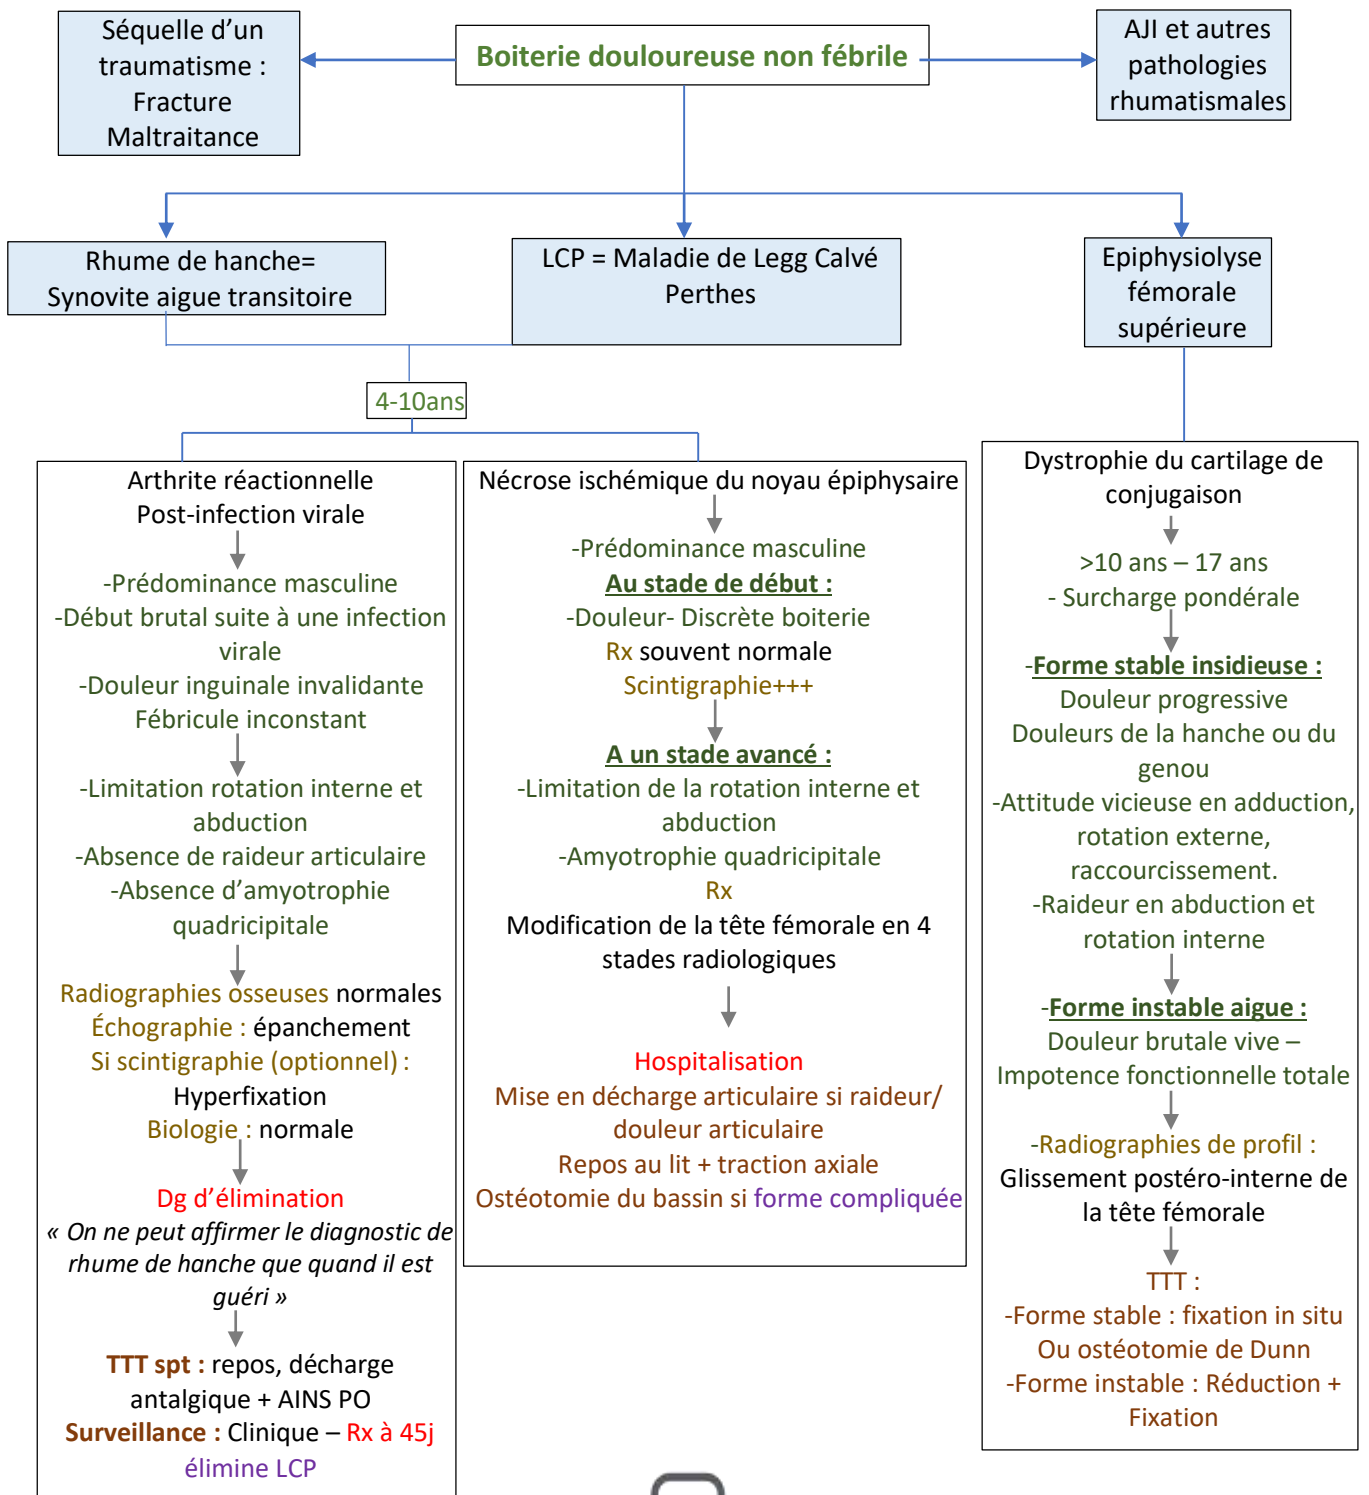 Séquelle d’un
traumatisme :
Fracture
Maltraitance
Boiterie douloureuse non fébrile
AJI et autres
pathologies
rhumatismales
Rhume de hanche=
Synovite aigue transitoire
LCP = Maladie de Legg Calvé
Perthes
Epiphysiolyse
fémorale
supérieure
4-10ans
Arthrite réactionnelle
Post-infection virale
-Prédominance masculine
-Début brutal suite à une infection
virale
-Douleur inguinale invalidante
Fébricule inconstant
-Limitation rotation interne et
abduction
-Absence de raideur articulaire
-Absence d’amyotrophie
quadricipitale
Radiographies osseuses normales
Échographie : épanchement
Si scintigraphie (optionnel) :
Hyperfixation
Biologie : normale
Dg d’élimination
« On ne peut affirmer le diagnostic de
rhume de hanche que quand il est
guéri »
TTT spt : repos, décharge
antalgique + AINS PO
Surveillance : Clinique – Rx à 45j
élimine LCP
Nécrose ischémique du noyau épiphysaire
-Prédominance masculine
Au stade de début :
-Douleur- Discrète boiterie
Rx souvent normale
Scintigraphie+++
A un stade avancé :
-Limitation de la rotation interne et
abduction
-Amyotrophie quadricipitale
Rx
Modification de la tête fémorale en 4
stades radiologiques
Hospitalisation
Mise en décharge articulaire si raideur/
douleur articulaire
Repos au lit + traction axiale
Ostéotomie du bassin si forme compliquée
Dystrophie du cartilage de
conjugaison
>10 ans – 17 ans
- Surcharge pondérale
-Forme stable insidieuse :
Douleur progressive
Douleurs de la hanche ou du
genou
-Attitude vicieuse en adduction,
rotation externe,
raccourcissement.
-Raideur en abduction et
rotation interne
-Forme instable aigue :
Douleur brutale vive –
Impotence fonctionnelle totale
-Radiographies de profil :
Glissement postéro-interne de
la tête fémorale
TTT :
-Forme stable : fixation in situ
Ou ostéotomie de Dunn
-Forme instable : Réduction +
Fixation